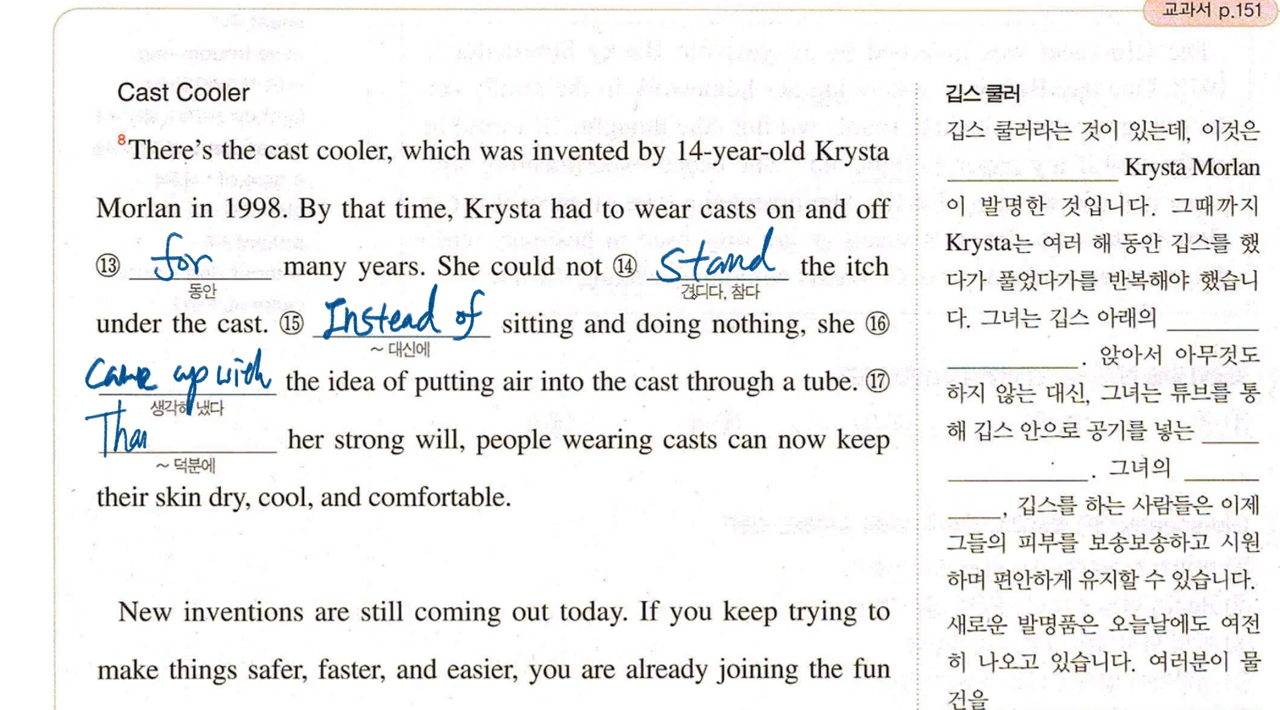 교과서 p.151
Cast Cooler
⁸There's the cast cooler, which was invented by 14-year-old Krysta
Morlan in 1998. By that time, Krysta had to wear casts on and off
⑬ for many years. She could not ⑭ stand the itch
동안 견디다, 참다
under the cast. ⑮ Instead of sitting and doing nothing, she ⑯
~ 대신에
came up with the idea of putting air into the cast through a tube. ⑰
생각해 냈다
Than her strong will, people wearing casts can now keep
~ 덕분에
their skin dry, cool, and comfortable.
New inventions are still coming out today. If you keep trying to
make things safer, faster, and easier, you are already joining the fun
깁스 쿨러
깁스 쿨러라는 것이 있는데, 이것은
Krysta Morlan
이 발명한 것입니다. 그때까지
Krysta는 여러 해 동안 깁스를 했
다가 풀었다가를 반복해야 했습니
다. 그녀는 깁스 아래의
. 앉아서 아무것도
하지 않는 대신, 그녀는 튜브를 통
해 깁스 안으로 공기를 넣는
. 그녀의
, 깁스를 하는 사람들은 이제
그들의 피부를 보송보송하고 시원
하며 편안하게 유지할 수 있습니다.
새로운 발명품은 오늘날에도 여전
히 나오고 있습니다. 여러분이 물
건을